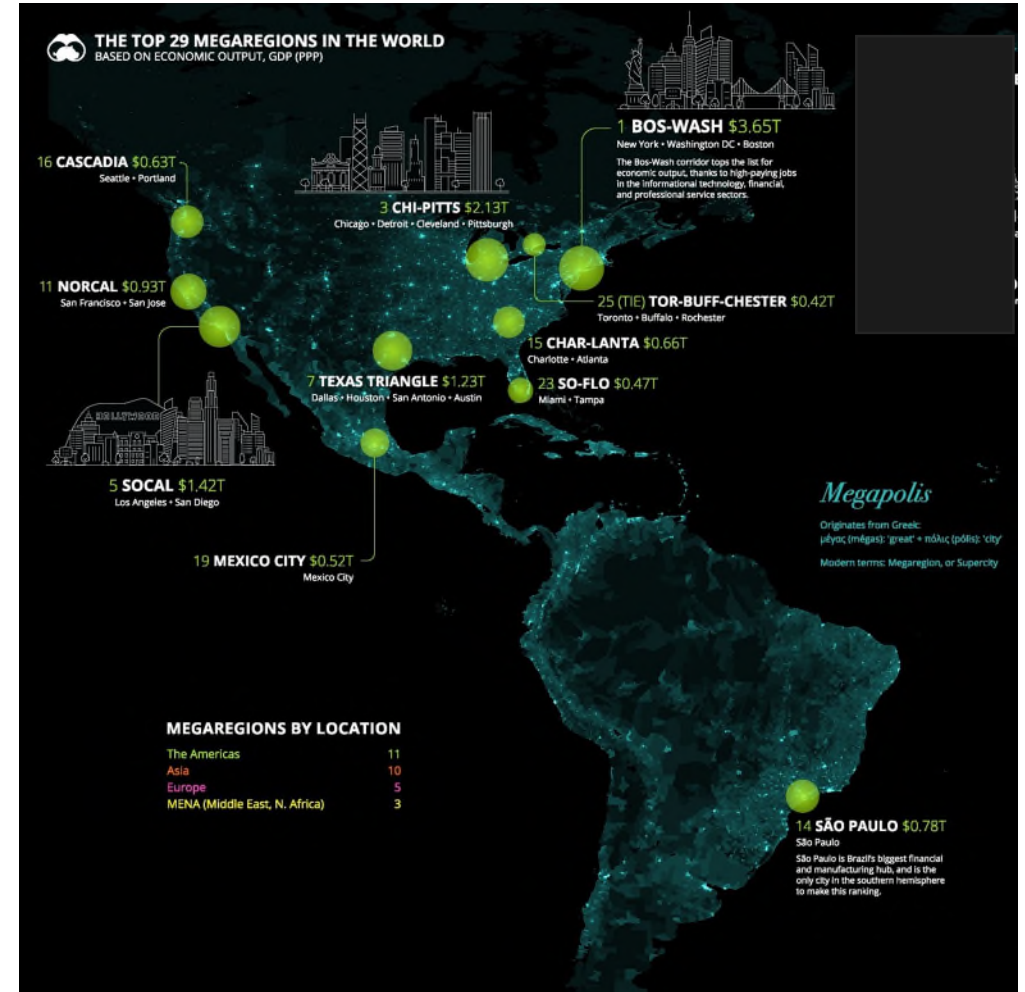 THE TOP 29 MEGAREGIONS IN THE WORLD
BASED ON ECONOMIC OUTPUT, GDP (PPP)
1 BOS-WASH $3.65T
New York • Washington DC • Boston
The Bos-Wash corridor tops the list for
economic output, thanks to high-paying jobs
in the informational technology, financial,
and professional service sectors.
16 CASCADIA $0.63T
Seattle • Portland
3 CHI-PITTS $2.13T
Chicago • Detroit • Cleveland • Pittsburgh
11 NORCAL $0.93T
San Francisco • San Jose
25 (TIE) TOR-BUFF-CHESTER $0.42T
Toronto • Buffalo • Rochester
15 CHAR-LANTA $0.66T
Charlotte • Atlanta
7 TEXAS TRIANGLE $1.23T
Dallas • Houston • San Antonio • Austin
23 SO-FLO $0.47T
Miami • Tampa
HOLLYWOOD
5 SOCAL $1.42T
Los Angeles • San Diego
Megapolis
Originates from Greek:
μέγας (mégas): 'great' + πόλις (pólis): 'city'
Modern terms: Megaregion, or Supercity
19 MEXICO CITY $0.52T
Mexico City
MEGAREGIONS BY LOCATION
The Americas 11
Asia 10
Europe 5
MENA (Middle East, N. Africa) 3
14 SÃO PAULO $0.78T
São Paulo
São Paulo is Brazil's biggest financial
and manufacturing hub, and is the
only city in the southern hemisphere
to make this ranking.